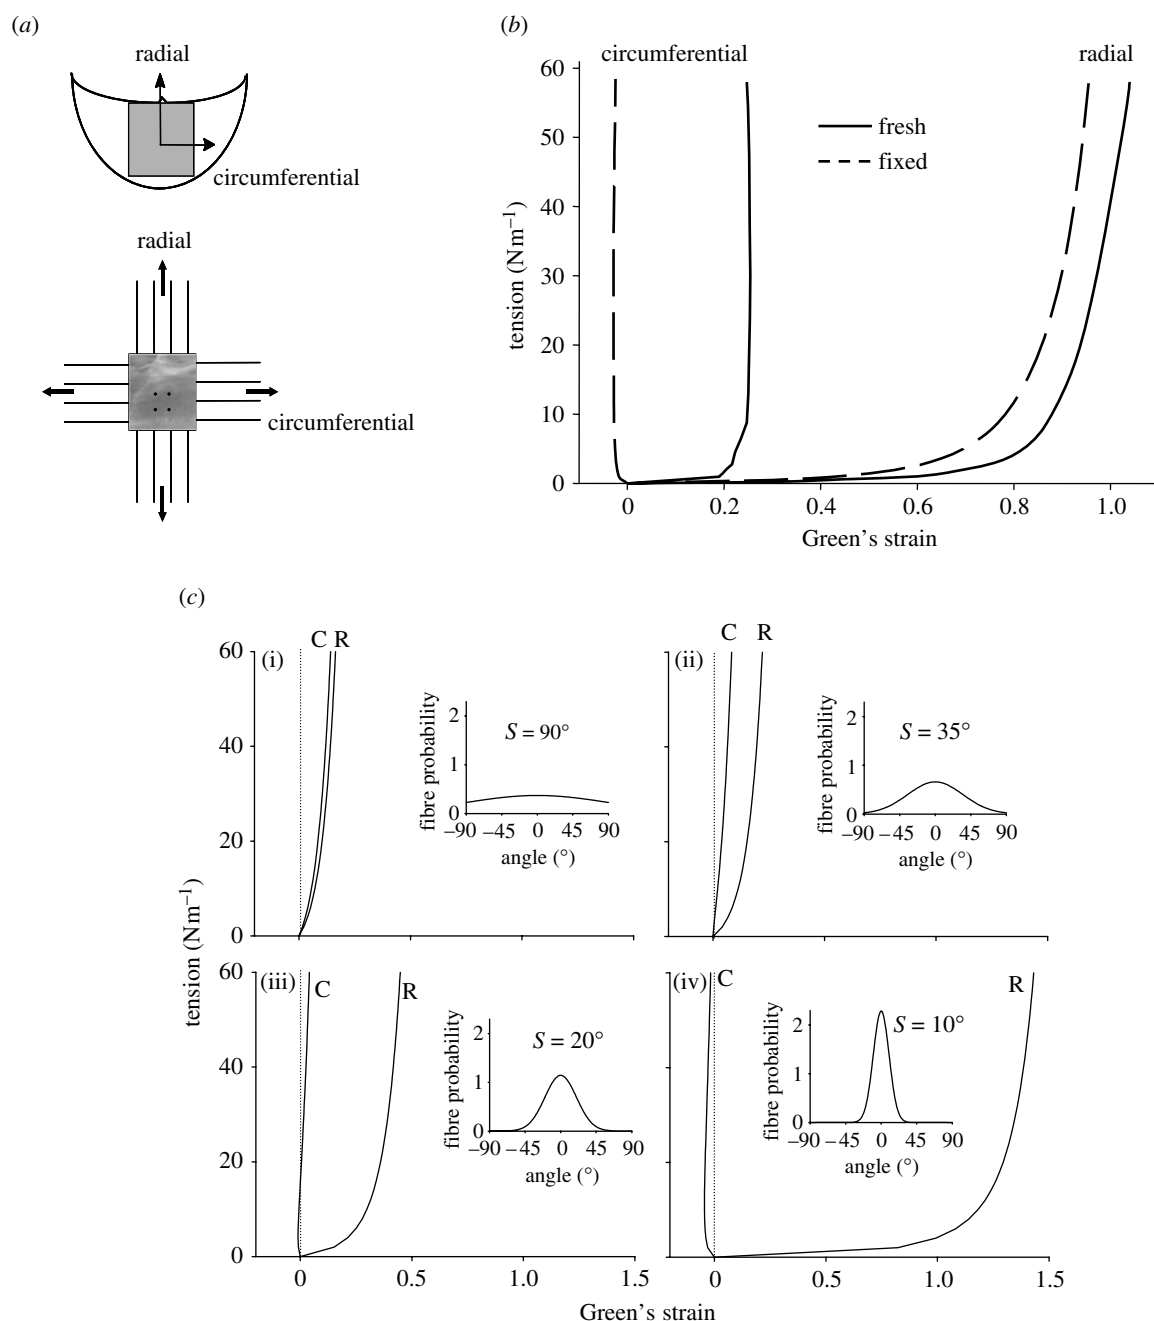 (a)
radial
circumferential
radial
circumferential
(b)
circumferential
radial
60
50
40
30
20
10
0
tension (Nm−1)
fresh
fixed
0
0.2
0.4
0.6
0.8
1.0
Green's strain
(c)
(i)
C R
60
40
20
0
fibre probability
2
1
0
S = 90°
−90 −45 0 45 90
angle (°)
(ii)
C
R
fibre probability
2
1
0
S = 35°
−90 −45 0 45 90
angle (°)
tension (Nm−1)
(iii)
C
R
60
40
20
0
fibre probability
2
1
0
S = 20°
−90 −45 0 45 90
angle (°)
0 0.5 1.0 1.5
(iv)
C
R
fibre probability
2
1
0
S = 10°
−90 −45 0 45 90
angle (°)
0 0.5 1.0 1.5
Green's strain